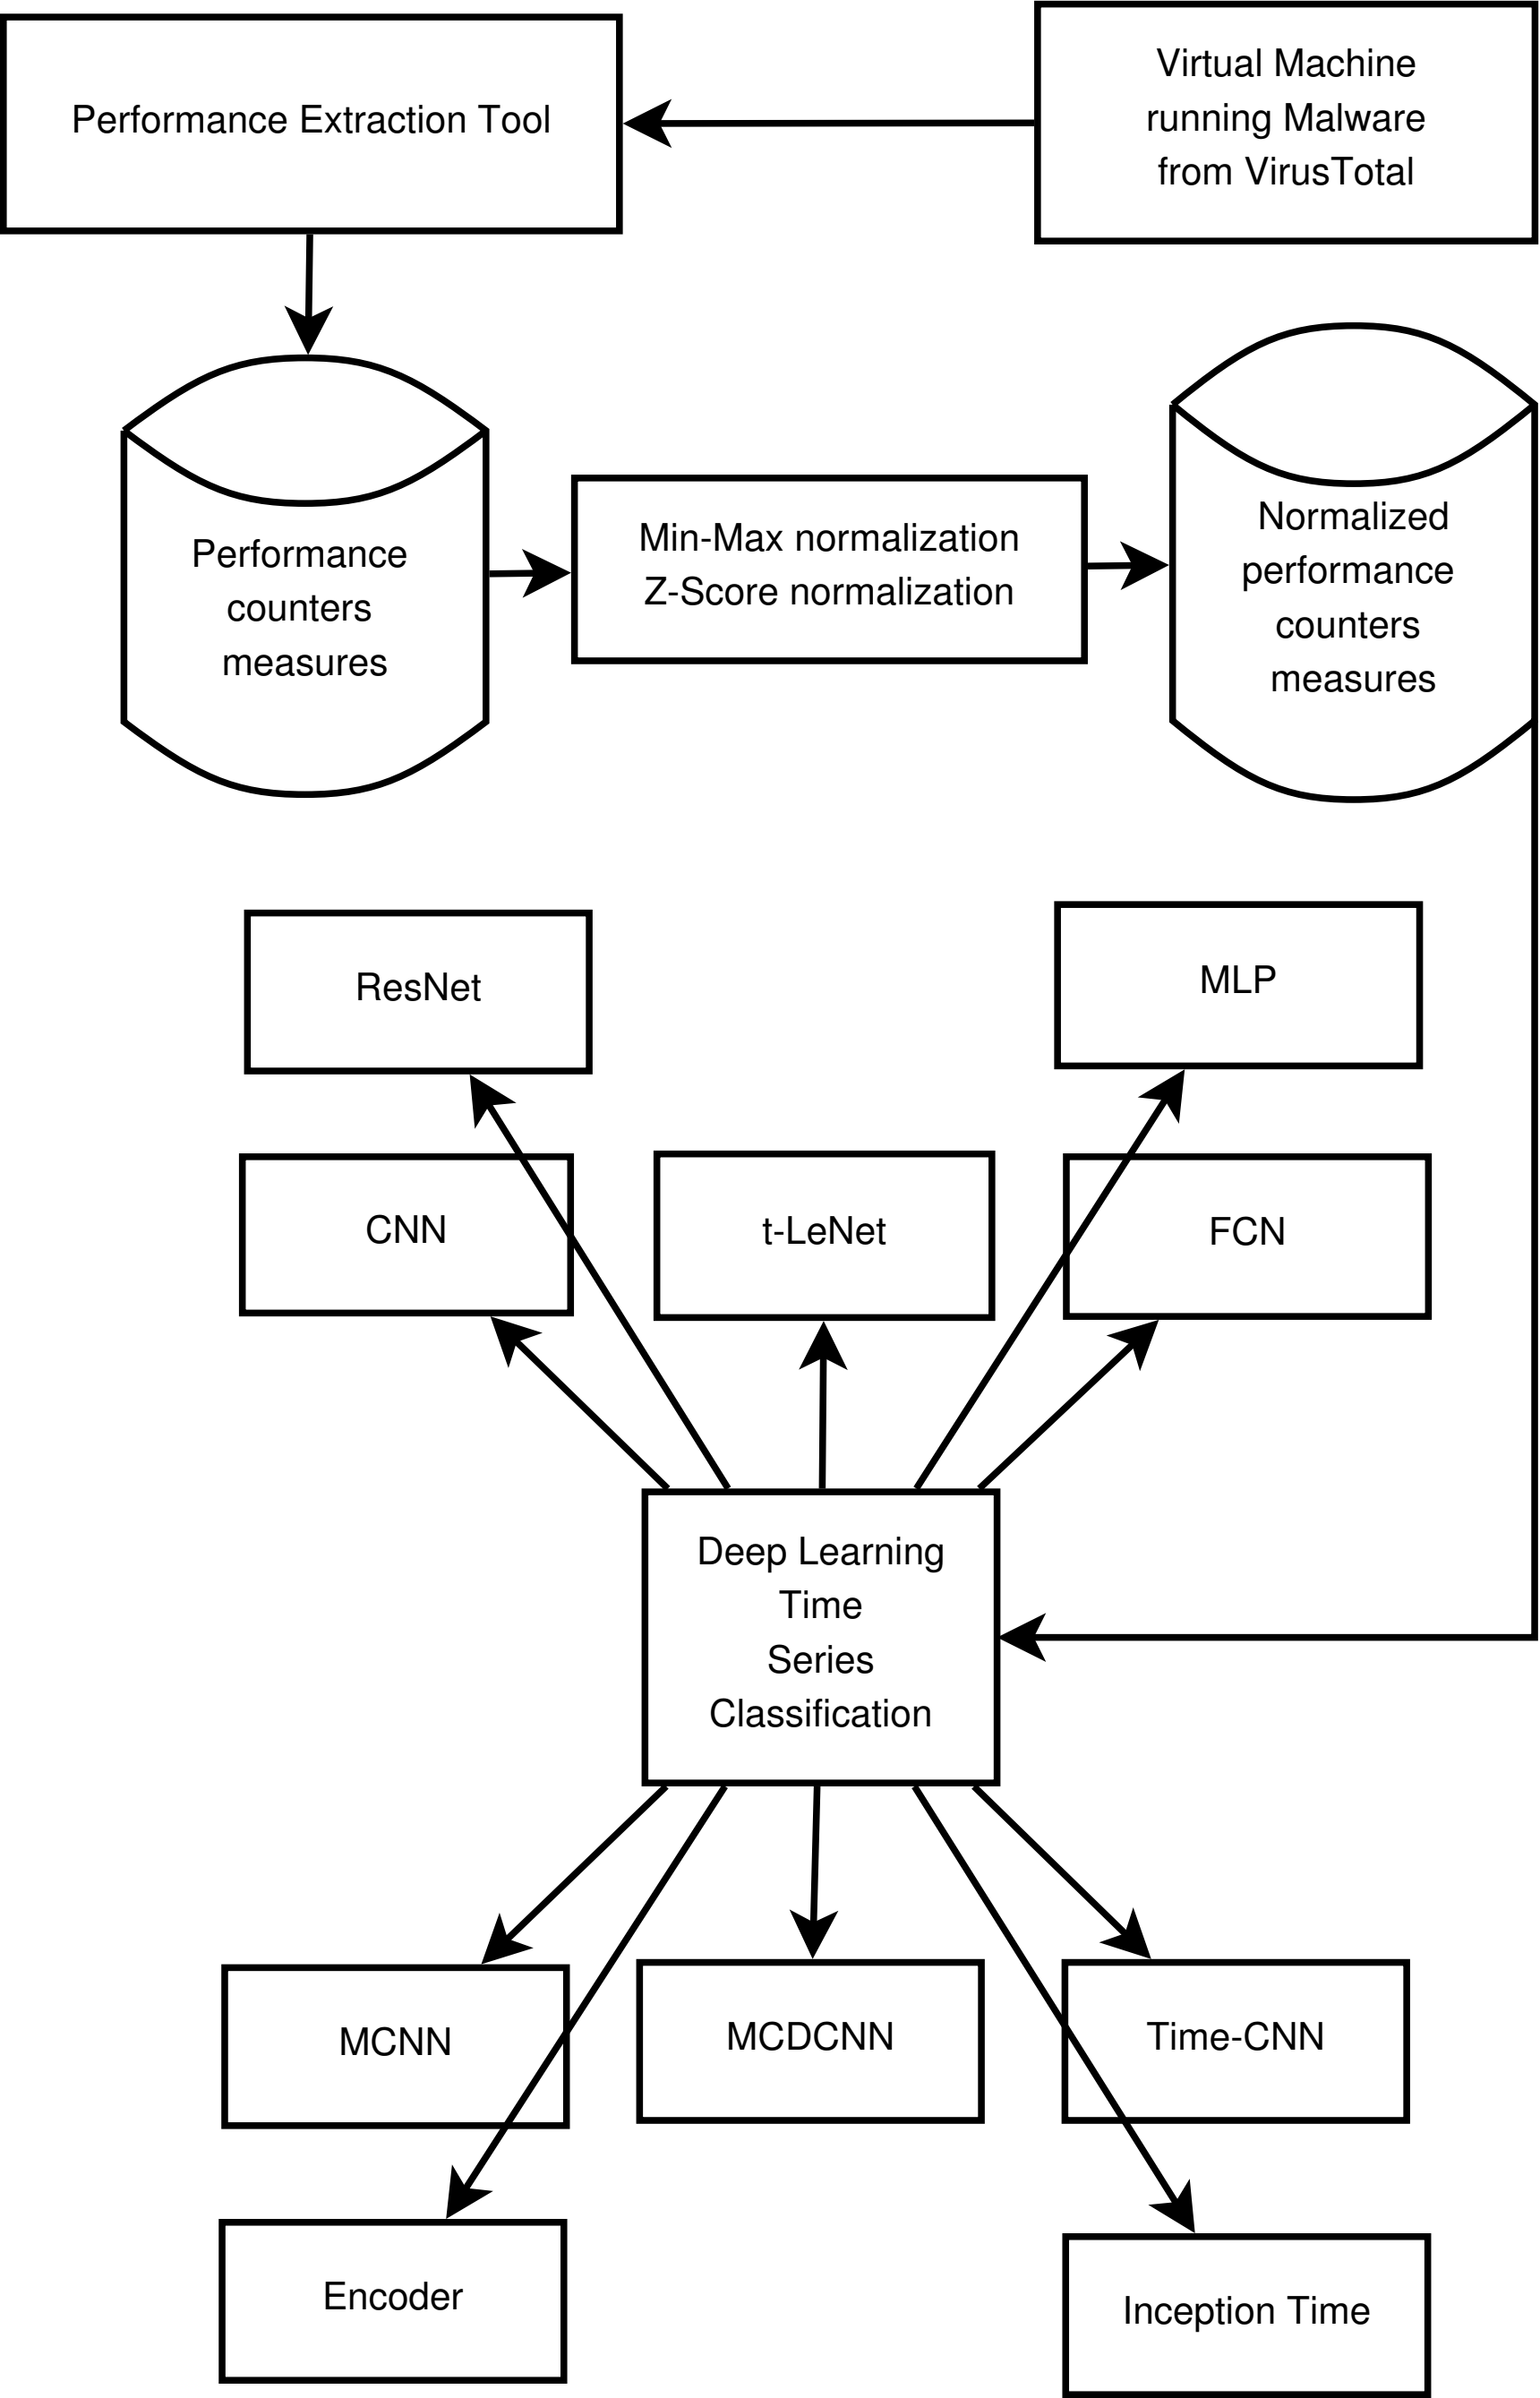 Performance Extraction Tool
Virtual Machine
running Malware
from VirusTotal
Performance
counters
measures
Min-Max normalization
Z-Score normalization
Normalized
performance
counters
measures
ResNet
MLP
CNN
t-LeNet
FCN
Deep Learning
Time
Series
Classification
MCNN
MCDCNN
Time-CNN
Encoder
Inception Time